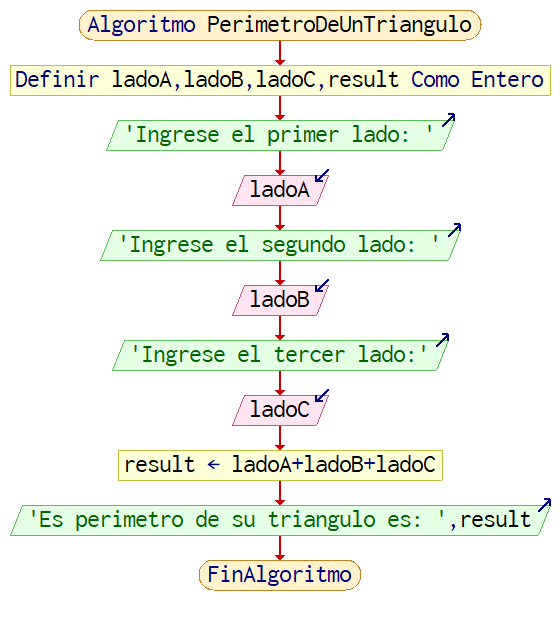 Algoritmo PerimetroDeUnTriangulo
Definir ladoA,ladoB,ladoC,result Como Entero
'Ingrese el primer lado: '
ladoA
'Ingrese el segundo lado: '
ladoB
'Ingrese el tercer lado:'
ladoC
result ← ladoA+ladoB+ladoC
'Es perimetro de su triangulo es: ',result
FinAlgoritmo